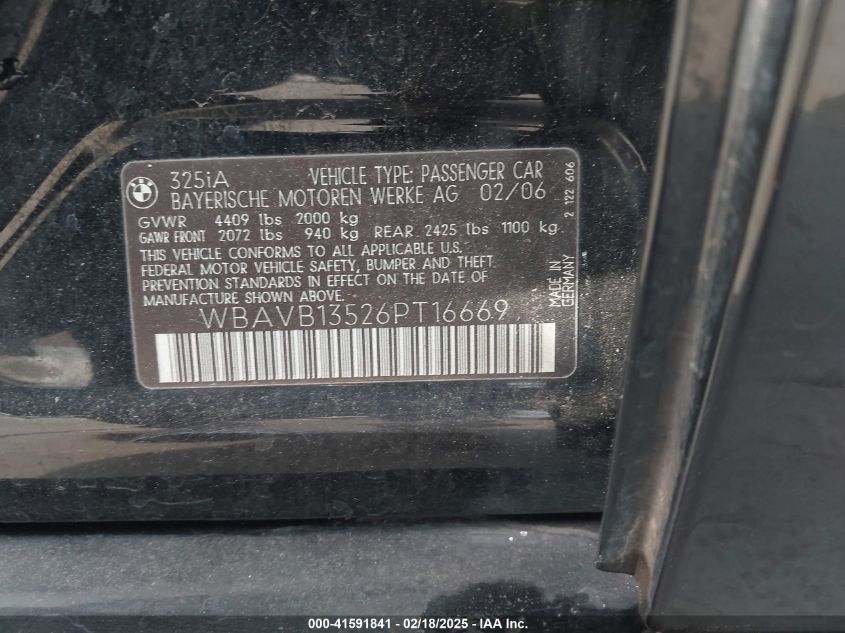 BMW
325iA VEHICLE TYPE: PASSENGER CAR
BAYERISCHE MOTOREN WERKE AG 02/06
GVWR 4409 lbs 2000 kg
GAWR FRONT 2072 lbs 940 kg REAR 2425 lbs 1100 kg
THIS VEHICLE CONFORMS TO ALL APPLICABLE U.S.
FEDERAL MOTOR VEHICLE SAFETY, BUMPER AND THEFT
PREVENTION STANDARDS IN EFFECT ON THE DATE OF
MANUFACTURE SHOWN ABOVE.
WBAVB13526PT16669
2 122 606
MADE IN
GERMANY
000-41591841 - 02/18/2025 - IAAI.com